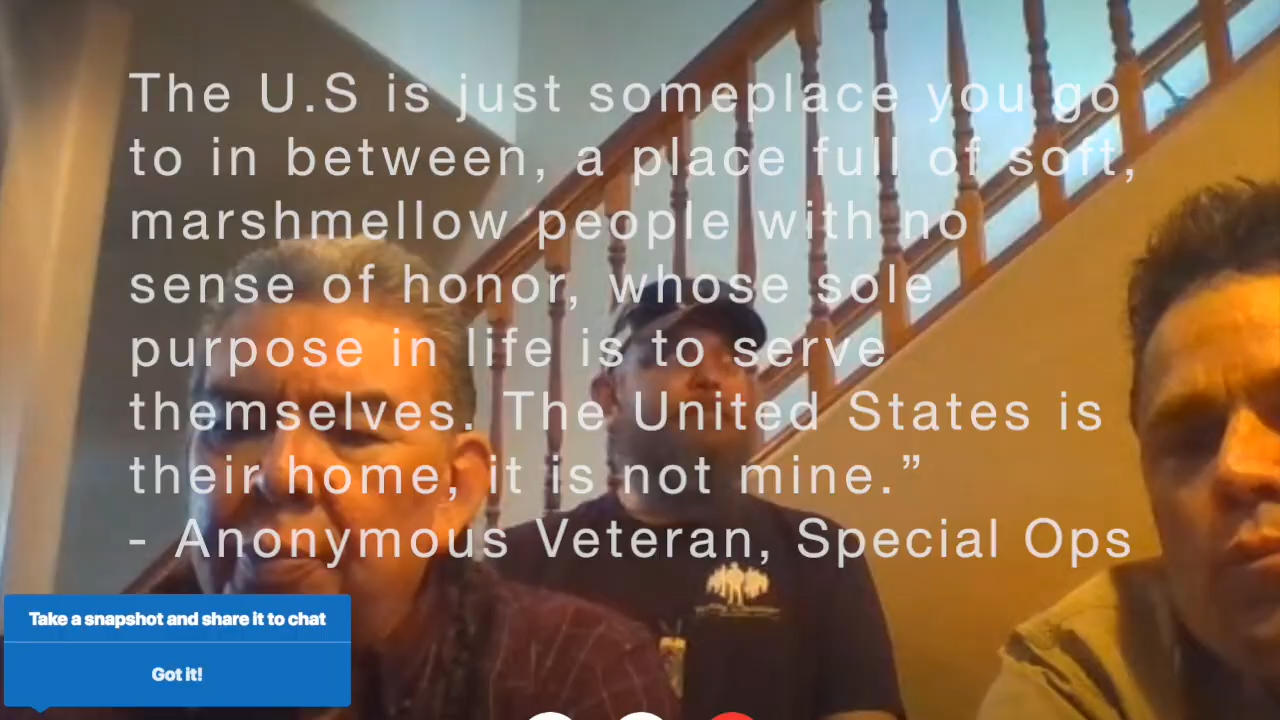 The U.S is just someplace you go
to in between, a place full of soft,
marshmellow people with no
sense of honor, whose sole
purpose in life is to serve
themselves. The United States is
their home, it is not mine.”
- Anonymous Veteran, Special Ops
Take a snapshot and share it to chat
Got it!